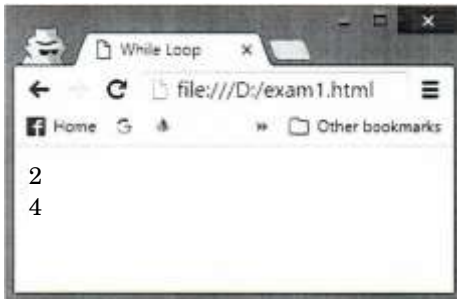 While Loop ×
file:///D:/exam1.html
Home G » Other bookmarks
2
4